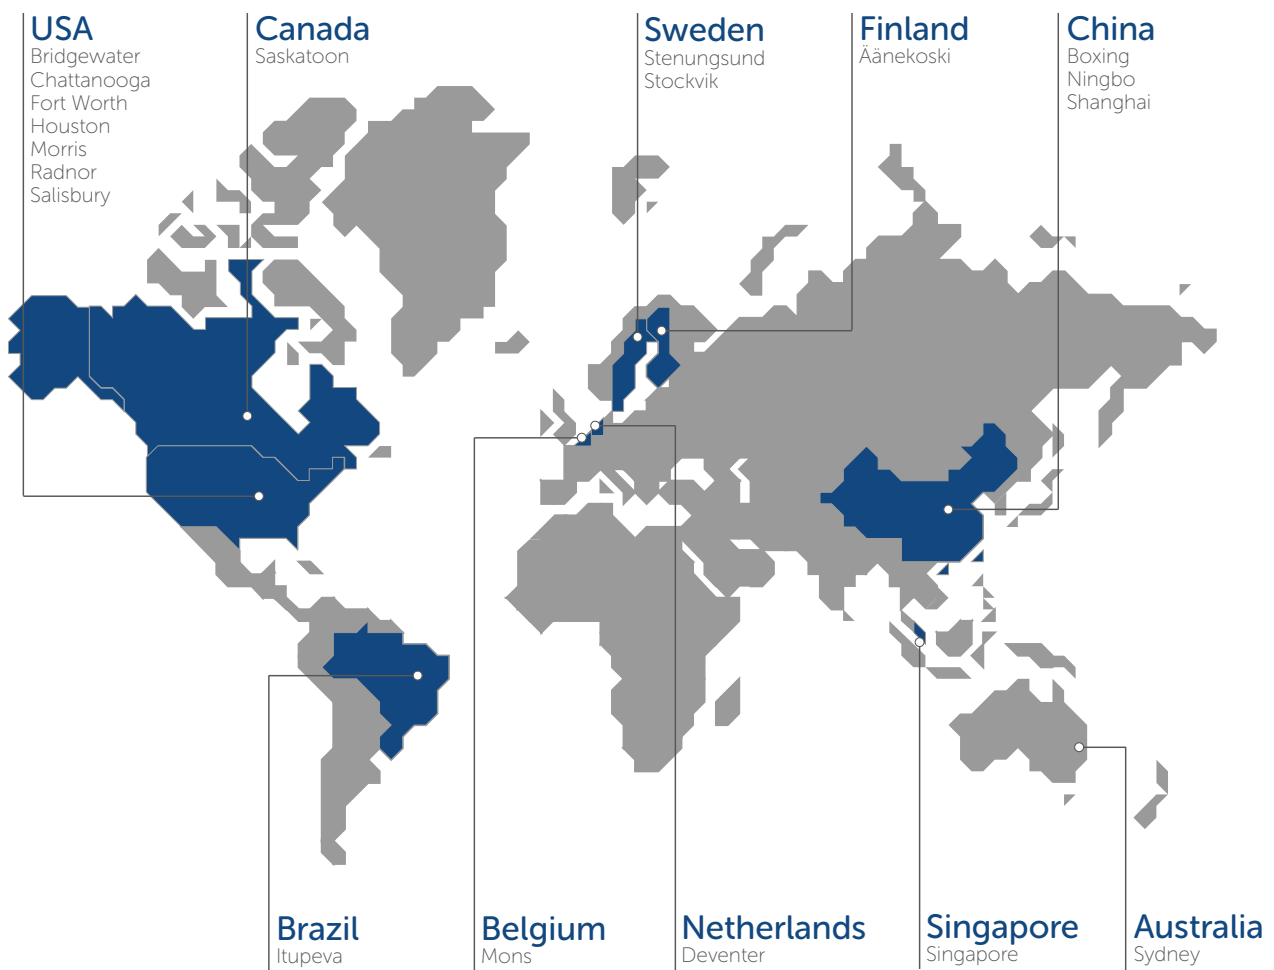 USA
Bridgewater
Chattanooga
Fort Worth
Houston
Morris
Radnor
Salisbury
Canada
Saskatoon
Sweden
Stenungsund
Stockvik
Finland
Äänekoski
China
Boxing
Ningbo
Shanghai
Brazil
Itupeva
Belgium
Mons
Netherlands
Deventer
Singapore
Singapore
Australia
Sydney